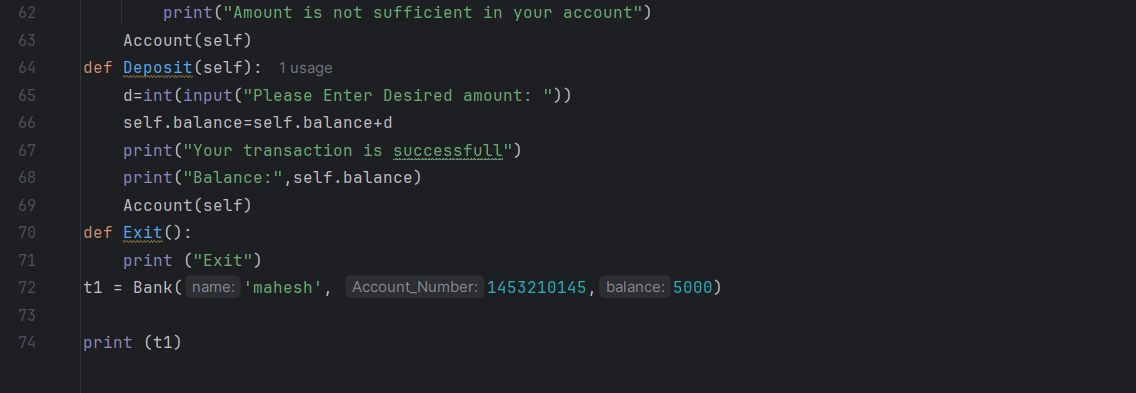 62 print("Amount is not sufficient in your account")
63 Account(self)
64 def Deposit(self): 1 usage
65 d=int(input("Please Enter Desired amount: "))
66 self.balance=self.balance+d
67 print("Your transaction is successfull")
68 print("Balance:",self.balance)
69 Account(self)
70 def Exit():
71 print ("Exit")
72 t1 = Bank( name: 'mahesh', Account_Number: 1453210145, balance: 5000)
73
74 print (t1)